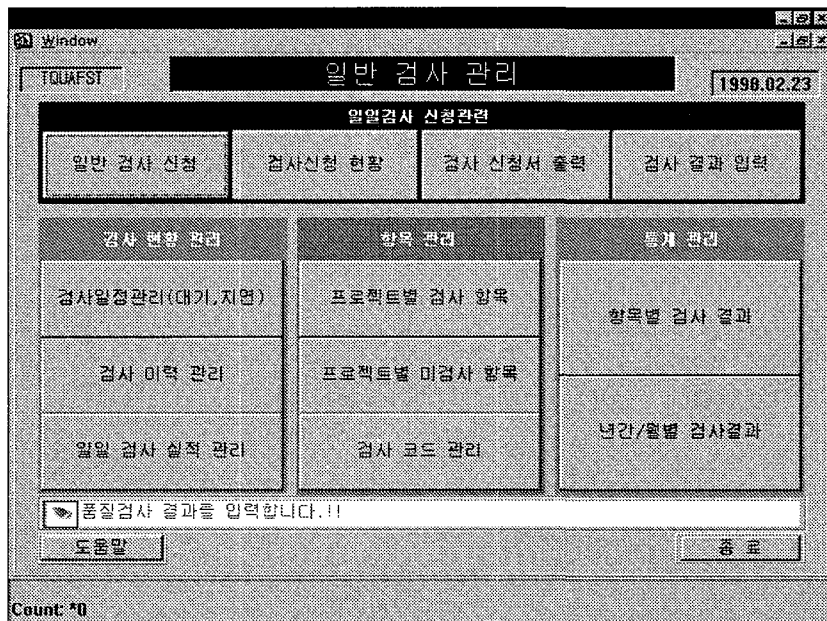 Window
TQUAFST
일반 검사 관리
1998.02.23
일일검사 신청관련
일반 검사 신청
검사신청 현황
검사 신청서 출력
검사 결과 입력
검사 현황 관리
항목 관리
통계 관리
검사일정관리(대기,지연)
프로젝트별 검사 항목
항목별 검사 결과
검사 이력 관리
프로젝트별 미검사 항목
일일 검사 실적 관리
검사 코드 관리
년간/월별 검사결과
품질검사 결과를 입력합니다.!!
도움말
종 료
Count: *0